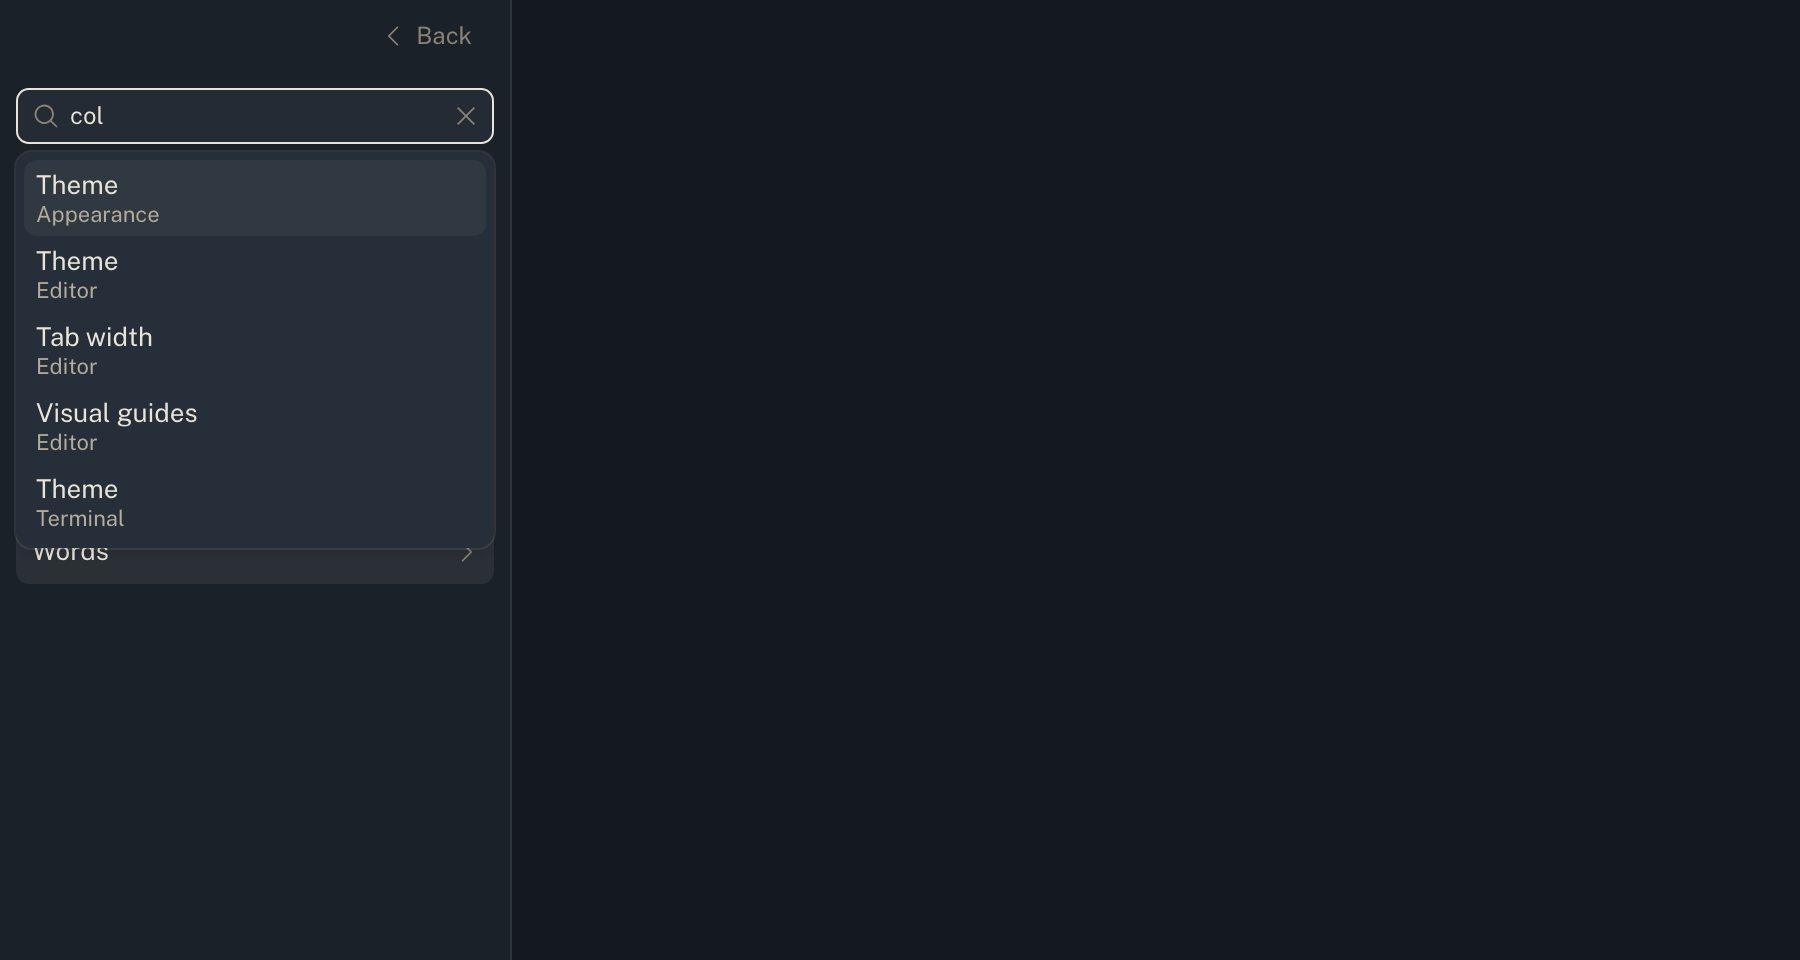 Back
col
Theme
Appearance
Theme
Editor
Tab width
Editor
Visual guides
Editor
Theme
Terminal
Words